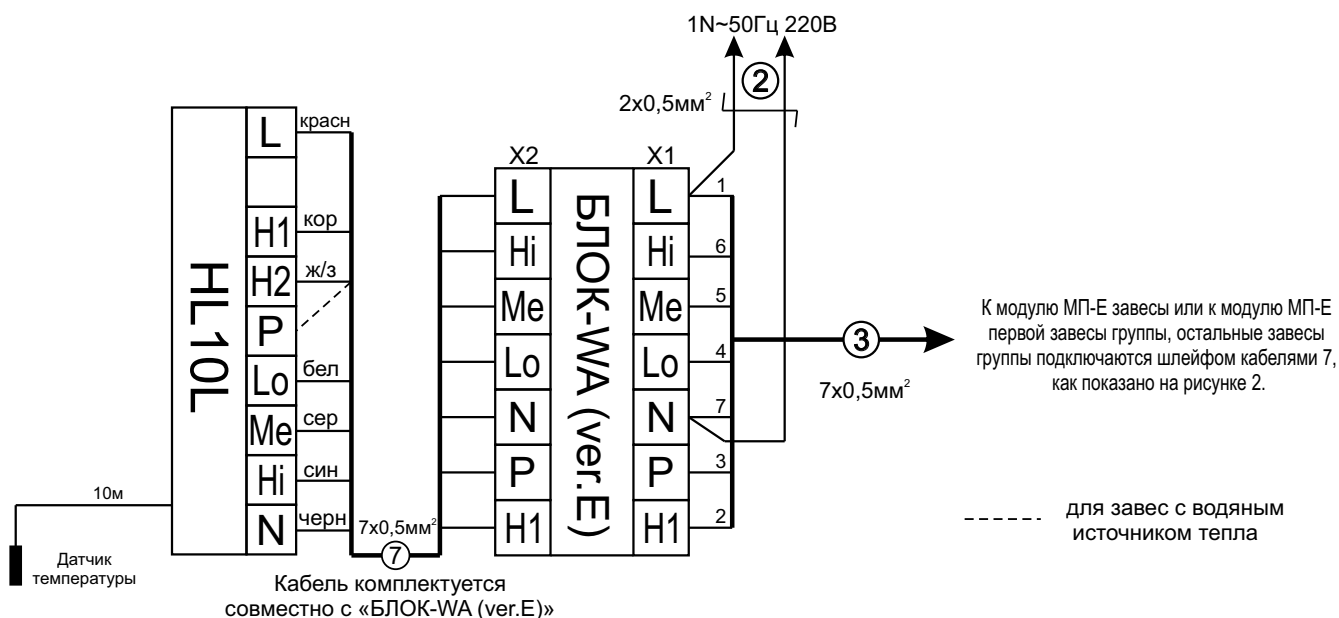 1N~50Гц 220В
2
2х0,5мм²
L
красн
H1
кор
H2
ж/з
P
Lo
бел
Me
сер
Hi
син
N
черн
HL10L
10м
Датчик
температуры
7х0,5мм²
7
Кабель комплектуется
совместно с «БЛОК-WA (ver.E)»
X2
L
Hi
Me
Lo
N
P
H1
БЛОК-WA (ver.E)
X1
L
1
Hi
6
Me
5
Lo
4
N
7
P
3
H1
2
3
7х0,5мм²
К модулю МП-Е завесы или к модулю МП-Е
первой завесы группы, остальные завесы
группы подключаются шлейфом кабелями 7,
как показано на рисунке 2.
для завес с водяным
источником тепла